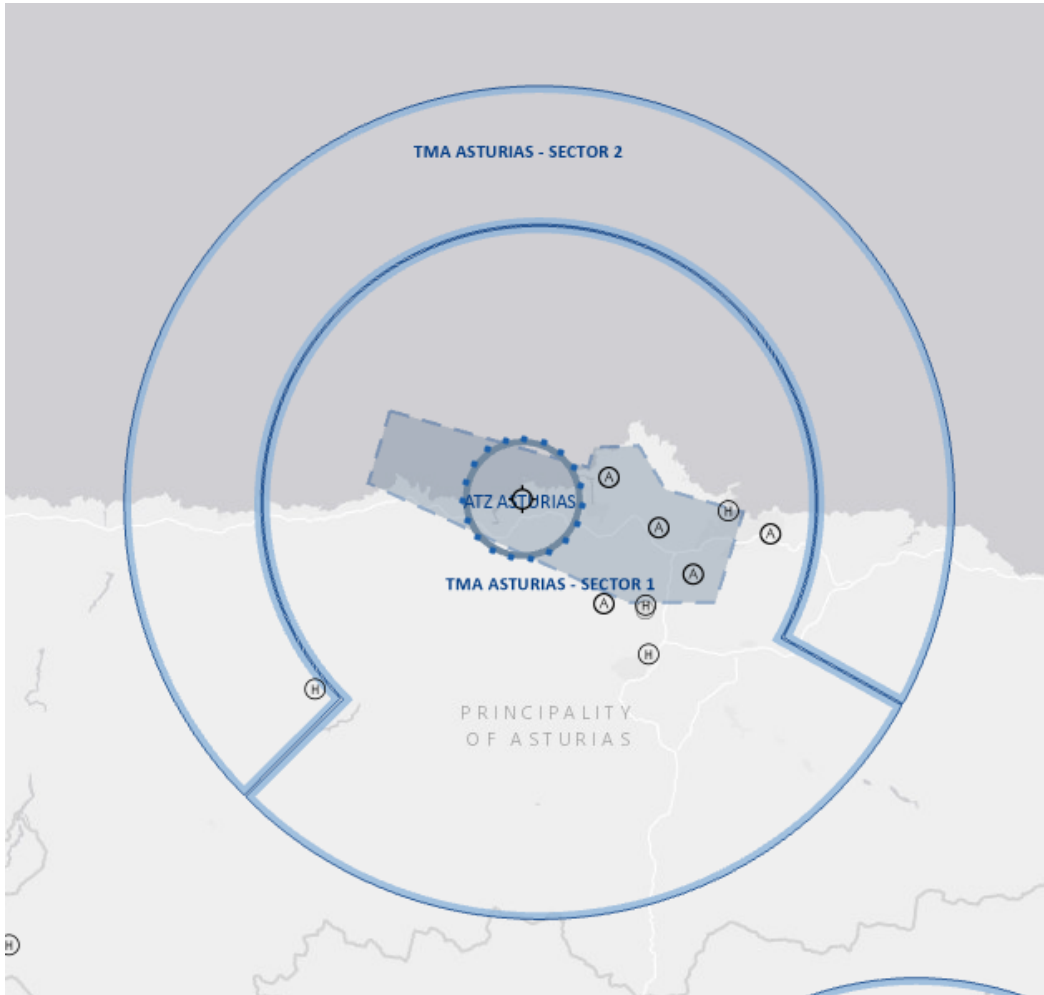 TMA ASTURIAS - SECTOR 2
A
ATZ ASTURIAS
H
A
A
A
TMA ASTURIAS - SECTOR 1
A
H
H
H
PRINCIPALITY
OF ASTURIAS
H